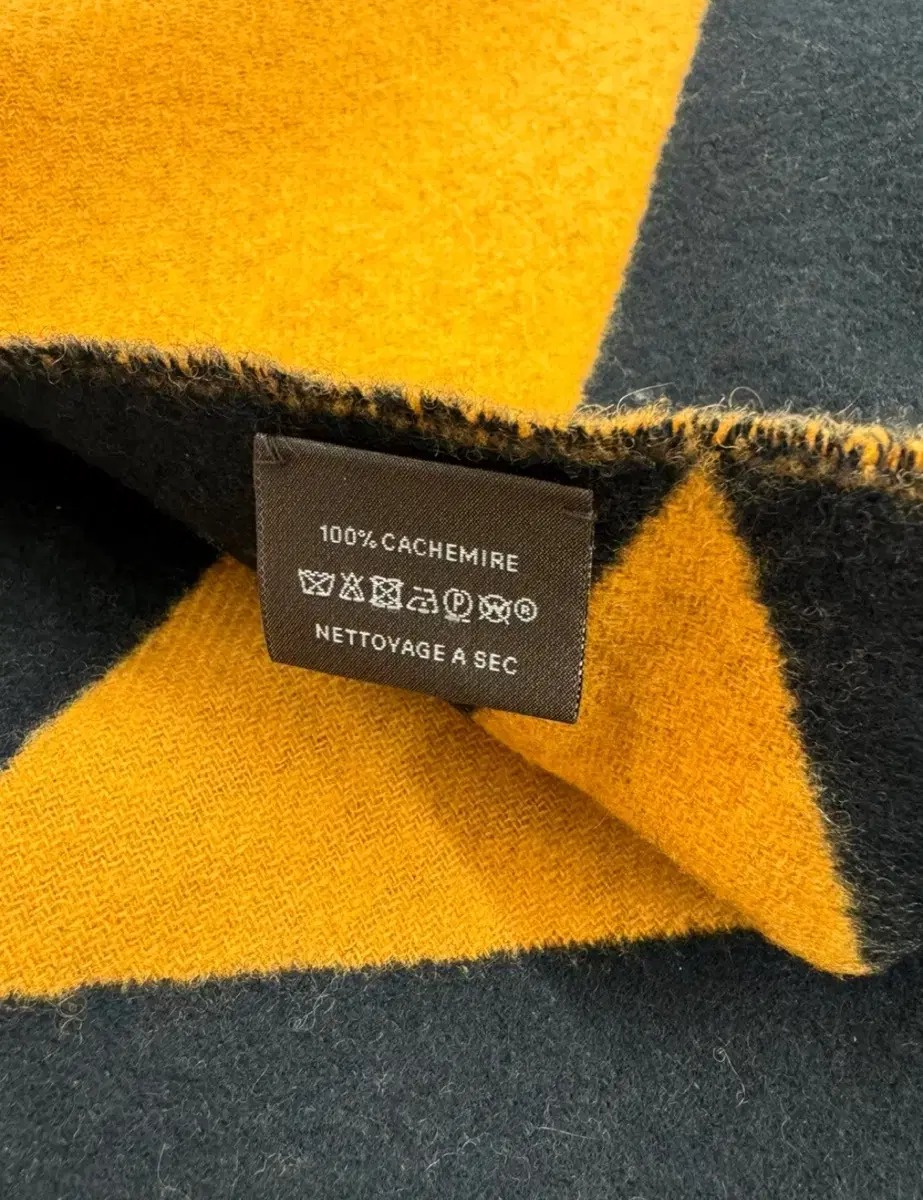 100% CACHEMIRE
P W ®
NETTOYAGE A SEC